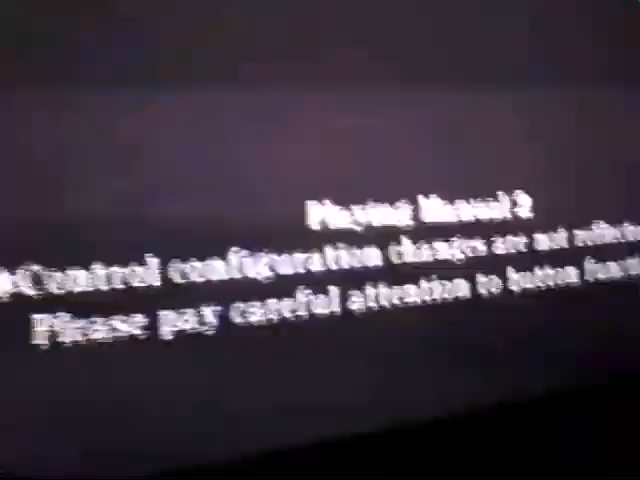 Playing Manual 2
Control configuration changes are not
Please pay careful attention to button